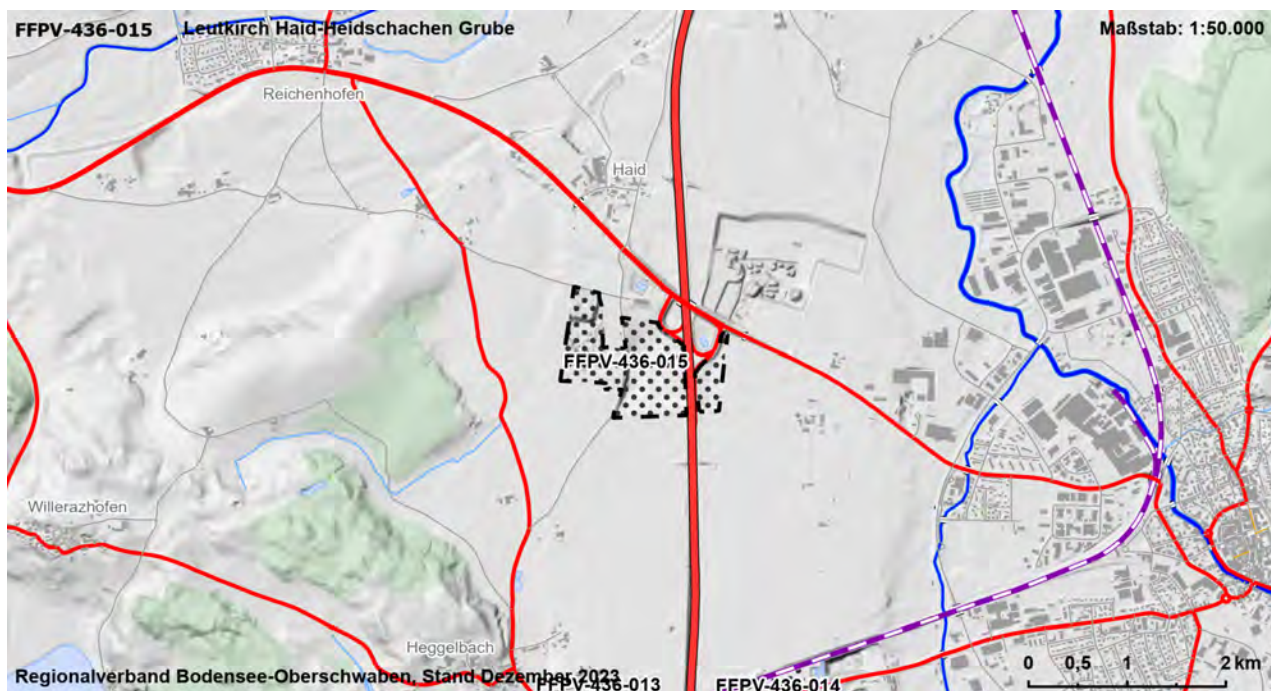 FFPV-436-015 Leutkirch Haid-Heidschachen Grube Maßstab: 1:50.000
Reichenhofen
Haid
FFPV-436-015
Willerazhofen
Heggelbach
0 0,5 1 2 km
Regionalverband Bodensee-Oberschwaben, Stand Dezember 2023
FFPV-436-013 FFPV-436-014